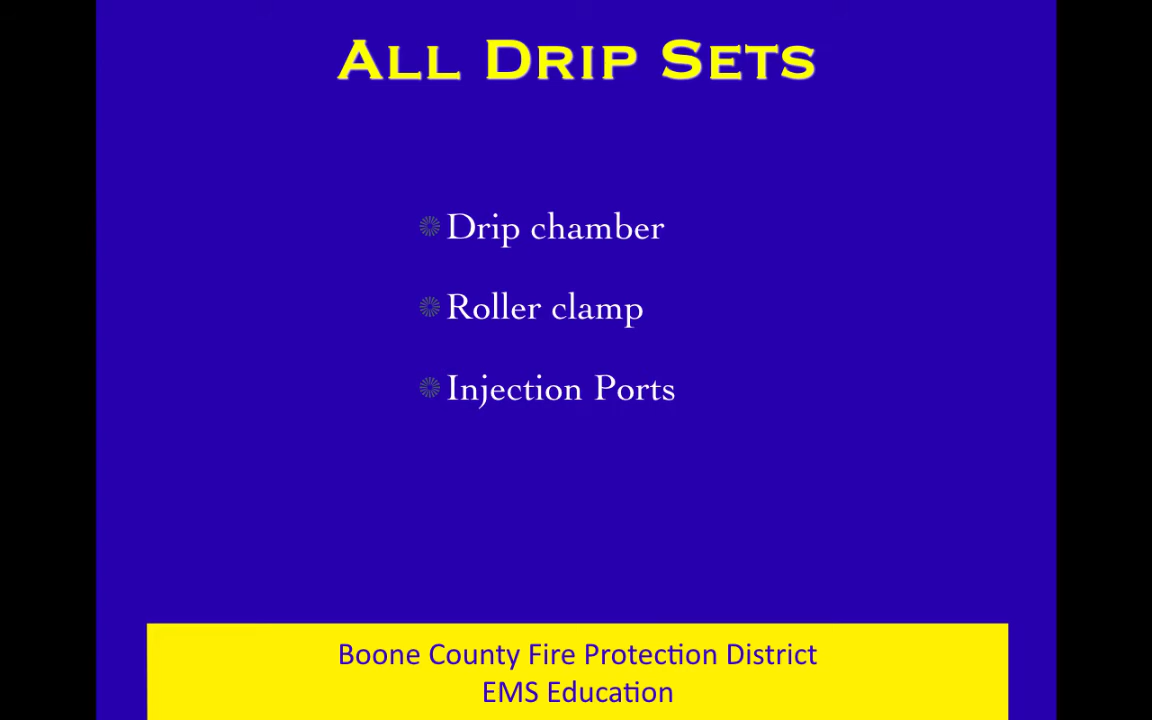 All Drip Sets
Drip chamber
Roller clamp
Injection Ports
Boone County Fire Protection District
EMS Education